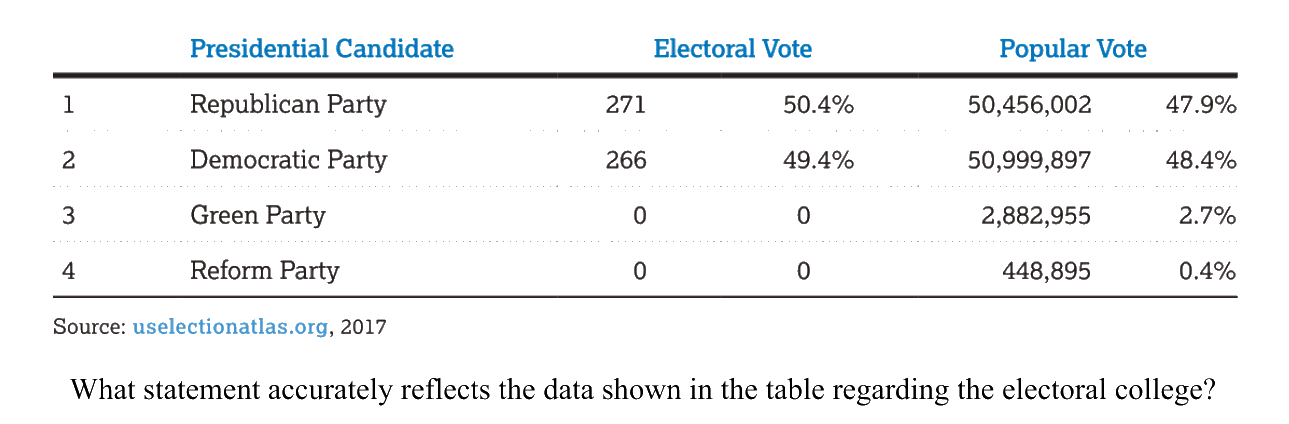 Presidential Candidate Electoral Vote Popular Vote
1 Republican Party 271 50.4% 50,456,002 47.9%
2 Democratic Party 266 49.4% 50,999,897 48.4%
3 Green Party 0 0 2,882,955 2.7%
4 Reform Party 0 0 448,895 0.4%
Source: uselectionatlas.org, 2017
What statement accurately reflects the data shown in the table regarding the electoral college?